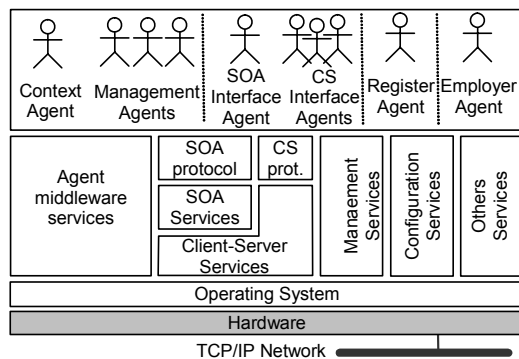 Context Agent
Management Agents
SOA Interface Agent
CS Interface Agents
Register Agent
Employer Agent
Agent middleware services
SOA protocol
CS prot.
SOA Services
Client-Server Services
Manaement Services
Configuration Services
Others Services
Operating System
Hardware
TCP/IP Network